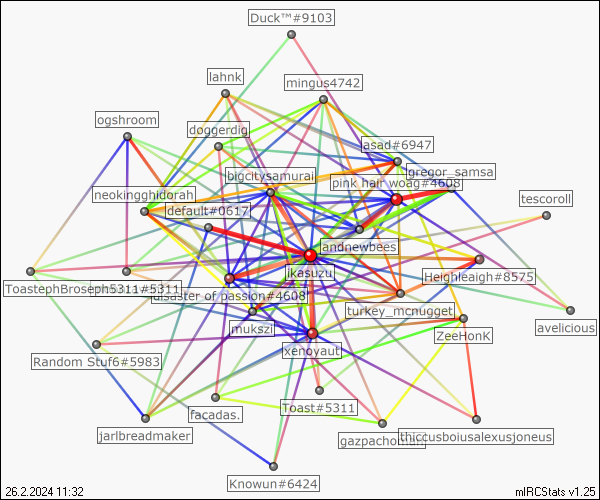 Duck™#9103
lahnk
mingus4742
ogshroom
doggerdig
asad#6947
bigcitysamurai
gregor_samsa
pink hair woag#4608
neokingghidorah
default#0617
tescoroll
landnewbees
ikasuzu
Heighleaigh#8575
ToastephBroseph5311#5311
disaster of passion#4608
turkey_mcnugget
avelicious
mukszi
ZeeHonK
xenoyaut
Random Stuf6#5983
facadas.
Toast#5311
jarlbreadmaker
gazpachoman
thiccusboiusalexusjoneus
Knowun#6424
26.2.2024 11:32
mIRCStats v1.25